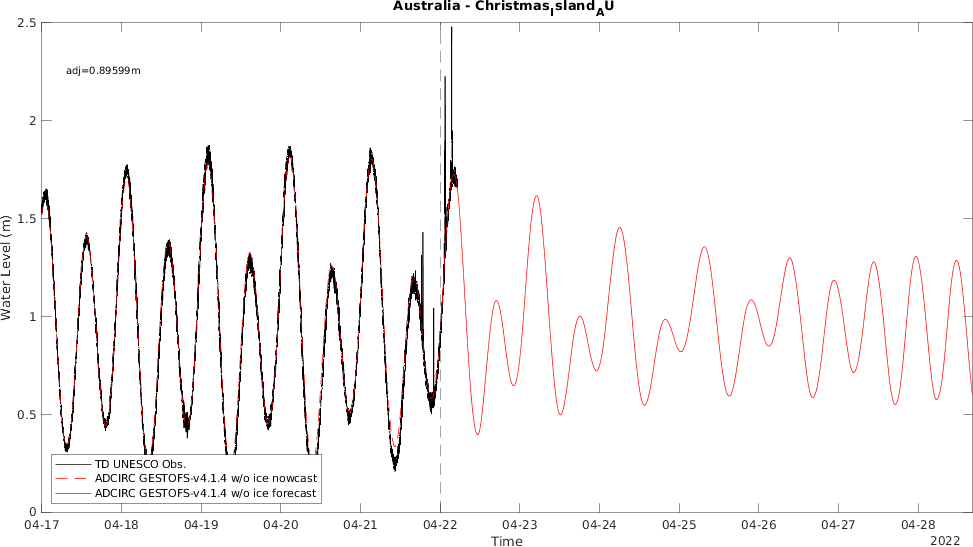 Australia - Christmas_Island_AU
adj=0.89599m
Water Level (m)
2.5
2
1.5
1
0.5
0
TD UNESCO Obs.
ADCIRC GESTOFS-v4.1.4 w/o ice nowcast
ADCIRC GESTOFS-v4.1.4 w/o ice forecast
04-17 04-18 04-19 04-20 04-21 04-22 04-23 04-24 04-25 04-26 04-27 04-28
Time
2022